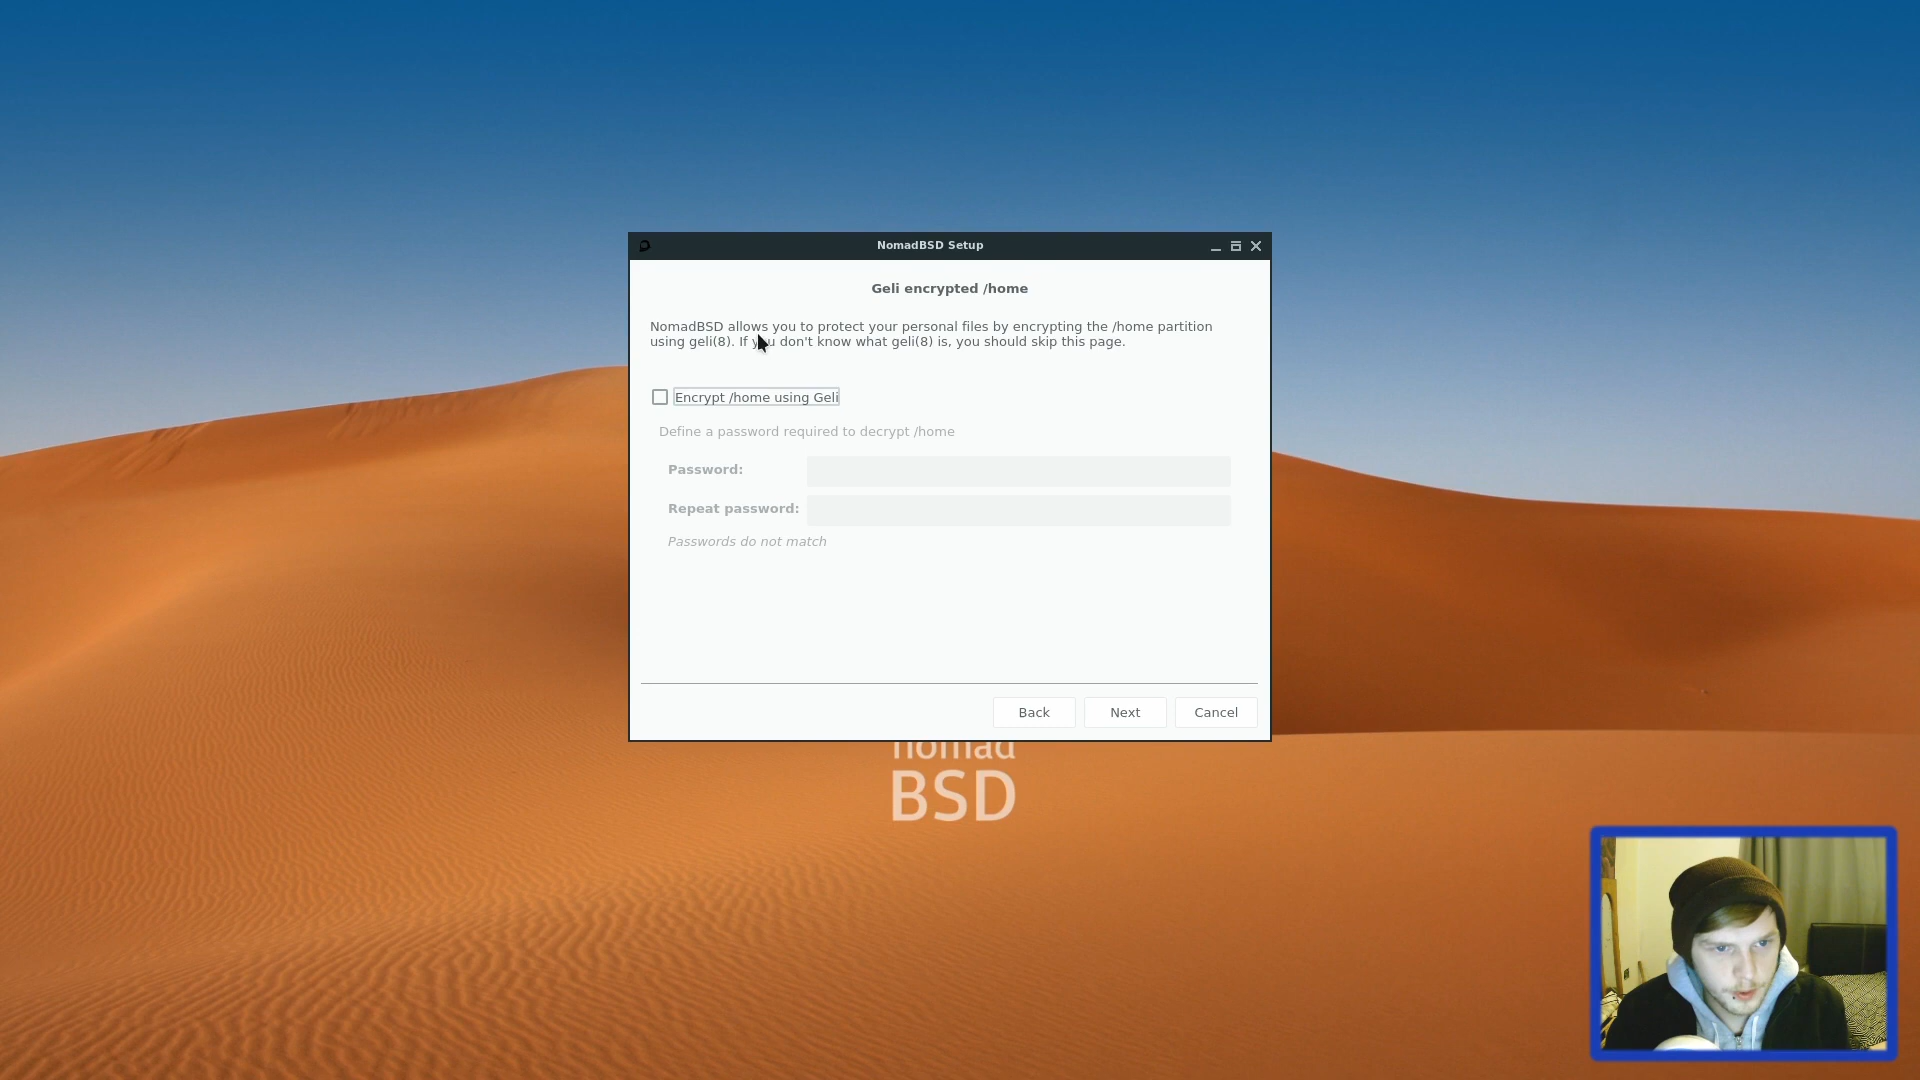 NomadBSD Setup
Geli encrypted /home
NomadBSD allows you to protect your personal files by encrypting the /home partition
using geli(8). If you don't know what geli(8) is, you should skip this page.
Encrypt /home using Geli
Define a password required to decrypt /home
Password:
Repeat password:
Passwords do not match
Back Next Cancel
nomad
BSD